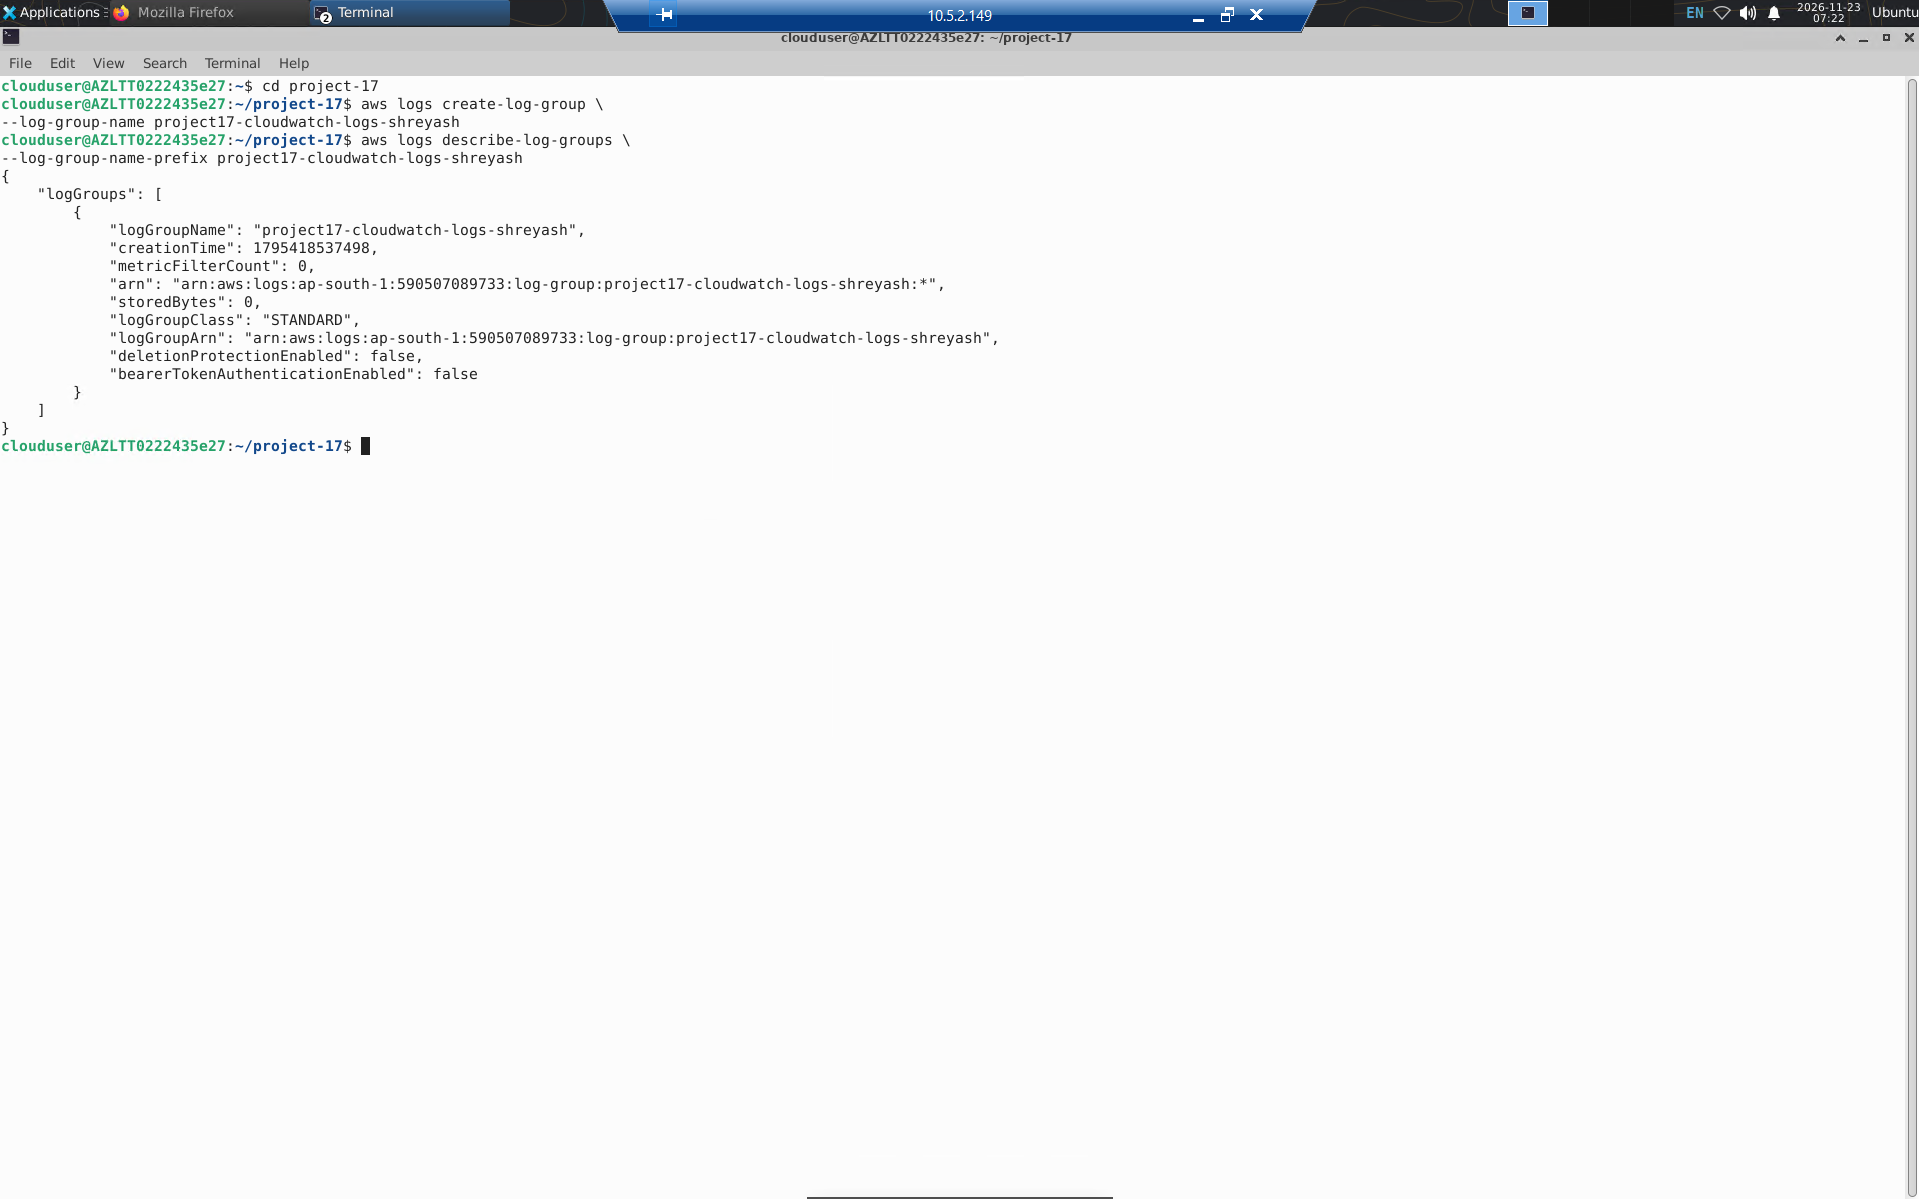 Applications Mozilla Firefox 2 Terminal 10.5.2.149 EN 2026-11-23 Ubuntu
07:22
clouduser@AZLTT0222435e27: ~/project-17
File Edit View Search Terminal Help
clouduser@AZLTT0222435e27:~$ cd project-17
clouduser@AZLTT0222435e27:~/project-17$ aws logs create-log-group \
--log-group-name project17-cloudwatch-logs-shreyash
clouduser@AZLTT0222435e27:~/project-17$ aws logs describe-log-groups \
--log-group-name-prefix project17-cloudwatch-logs-shreyash
{
    "logGroups": [
        {
            "logGroupName": "project17-cloudwatch-logs-shreyash",
            "creationTime": 1795418537498,
            "metricFilterCount": 0,
            "arn": "arn:aws:logs:ap-south-1:590507089733:log-group:project17-cloudwatch-logs-shreyash:*",
            "storedBytes": 0,
            "logGroupClass": "STANDARD",
            "logGroupArn": "arn:aws:logs:ap-south-1:590507089733:log-group:project17-cloudwatch-logs-shreyash",
            "deletionProtectionEnabled": false,
            "bearerTokenAuthenticationEnabled": false
        }
    ]
}
clouduser@AZLTT0222435e27:~/project-17$